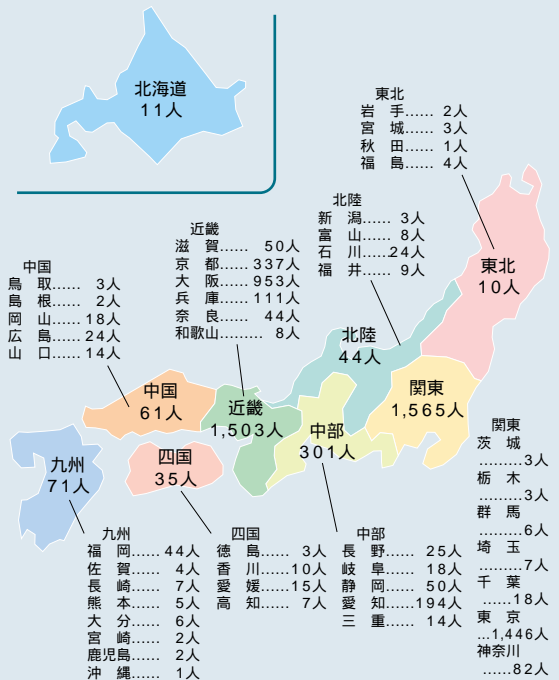 北海道
11人
東北
岩 手...... 2人
宮 城...... 3人
秋 田...... 1人
福 島...... 4人
北陸
新 潟...... 3人
富 山...... 8人
石 川......24人
福 井...... 9人
近畿
滋 賀...... 50人
京 都...... 337人
大 阪...... 953人
兵 庫...... 111人
奈 良...... 44人
和歌山...... 8人
中国
鳥 取...... 3人
島 根...... 2人
岡 山......18人
広 島......24人
山 口......14人
東北
10人
北陸
44人
関東
1,565人
中国
61人
近畿
1,503人
中部
301人
四国
35人
九州
71人
関東
茨 城
.........3人
栃 木
.........3人
群 馬
.........6人
埼 玉
.........7人
千 葉
......18人
東 京
...1,446人
神奈川
......82人
九州
福 岡......44人
佐 賀...... 4人
長 崎...... 7人
熊 本...... 5人
大 分...... 6人
宮 崎...... 2人
鹿児島...... 2人
沖 縄...... 1人
四国
徳 島...... 3人
香 川......10人
愛 媛......15人
高 知...... 7人
中部
長 野...... 25人
岐 阜...... 18人
静 岡...... 50人
愛 知......194人
三 重...... 14人